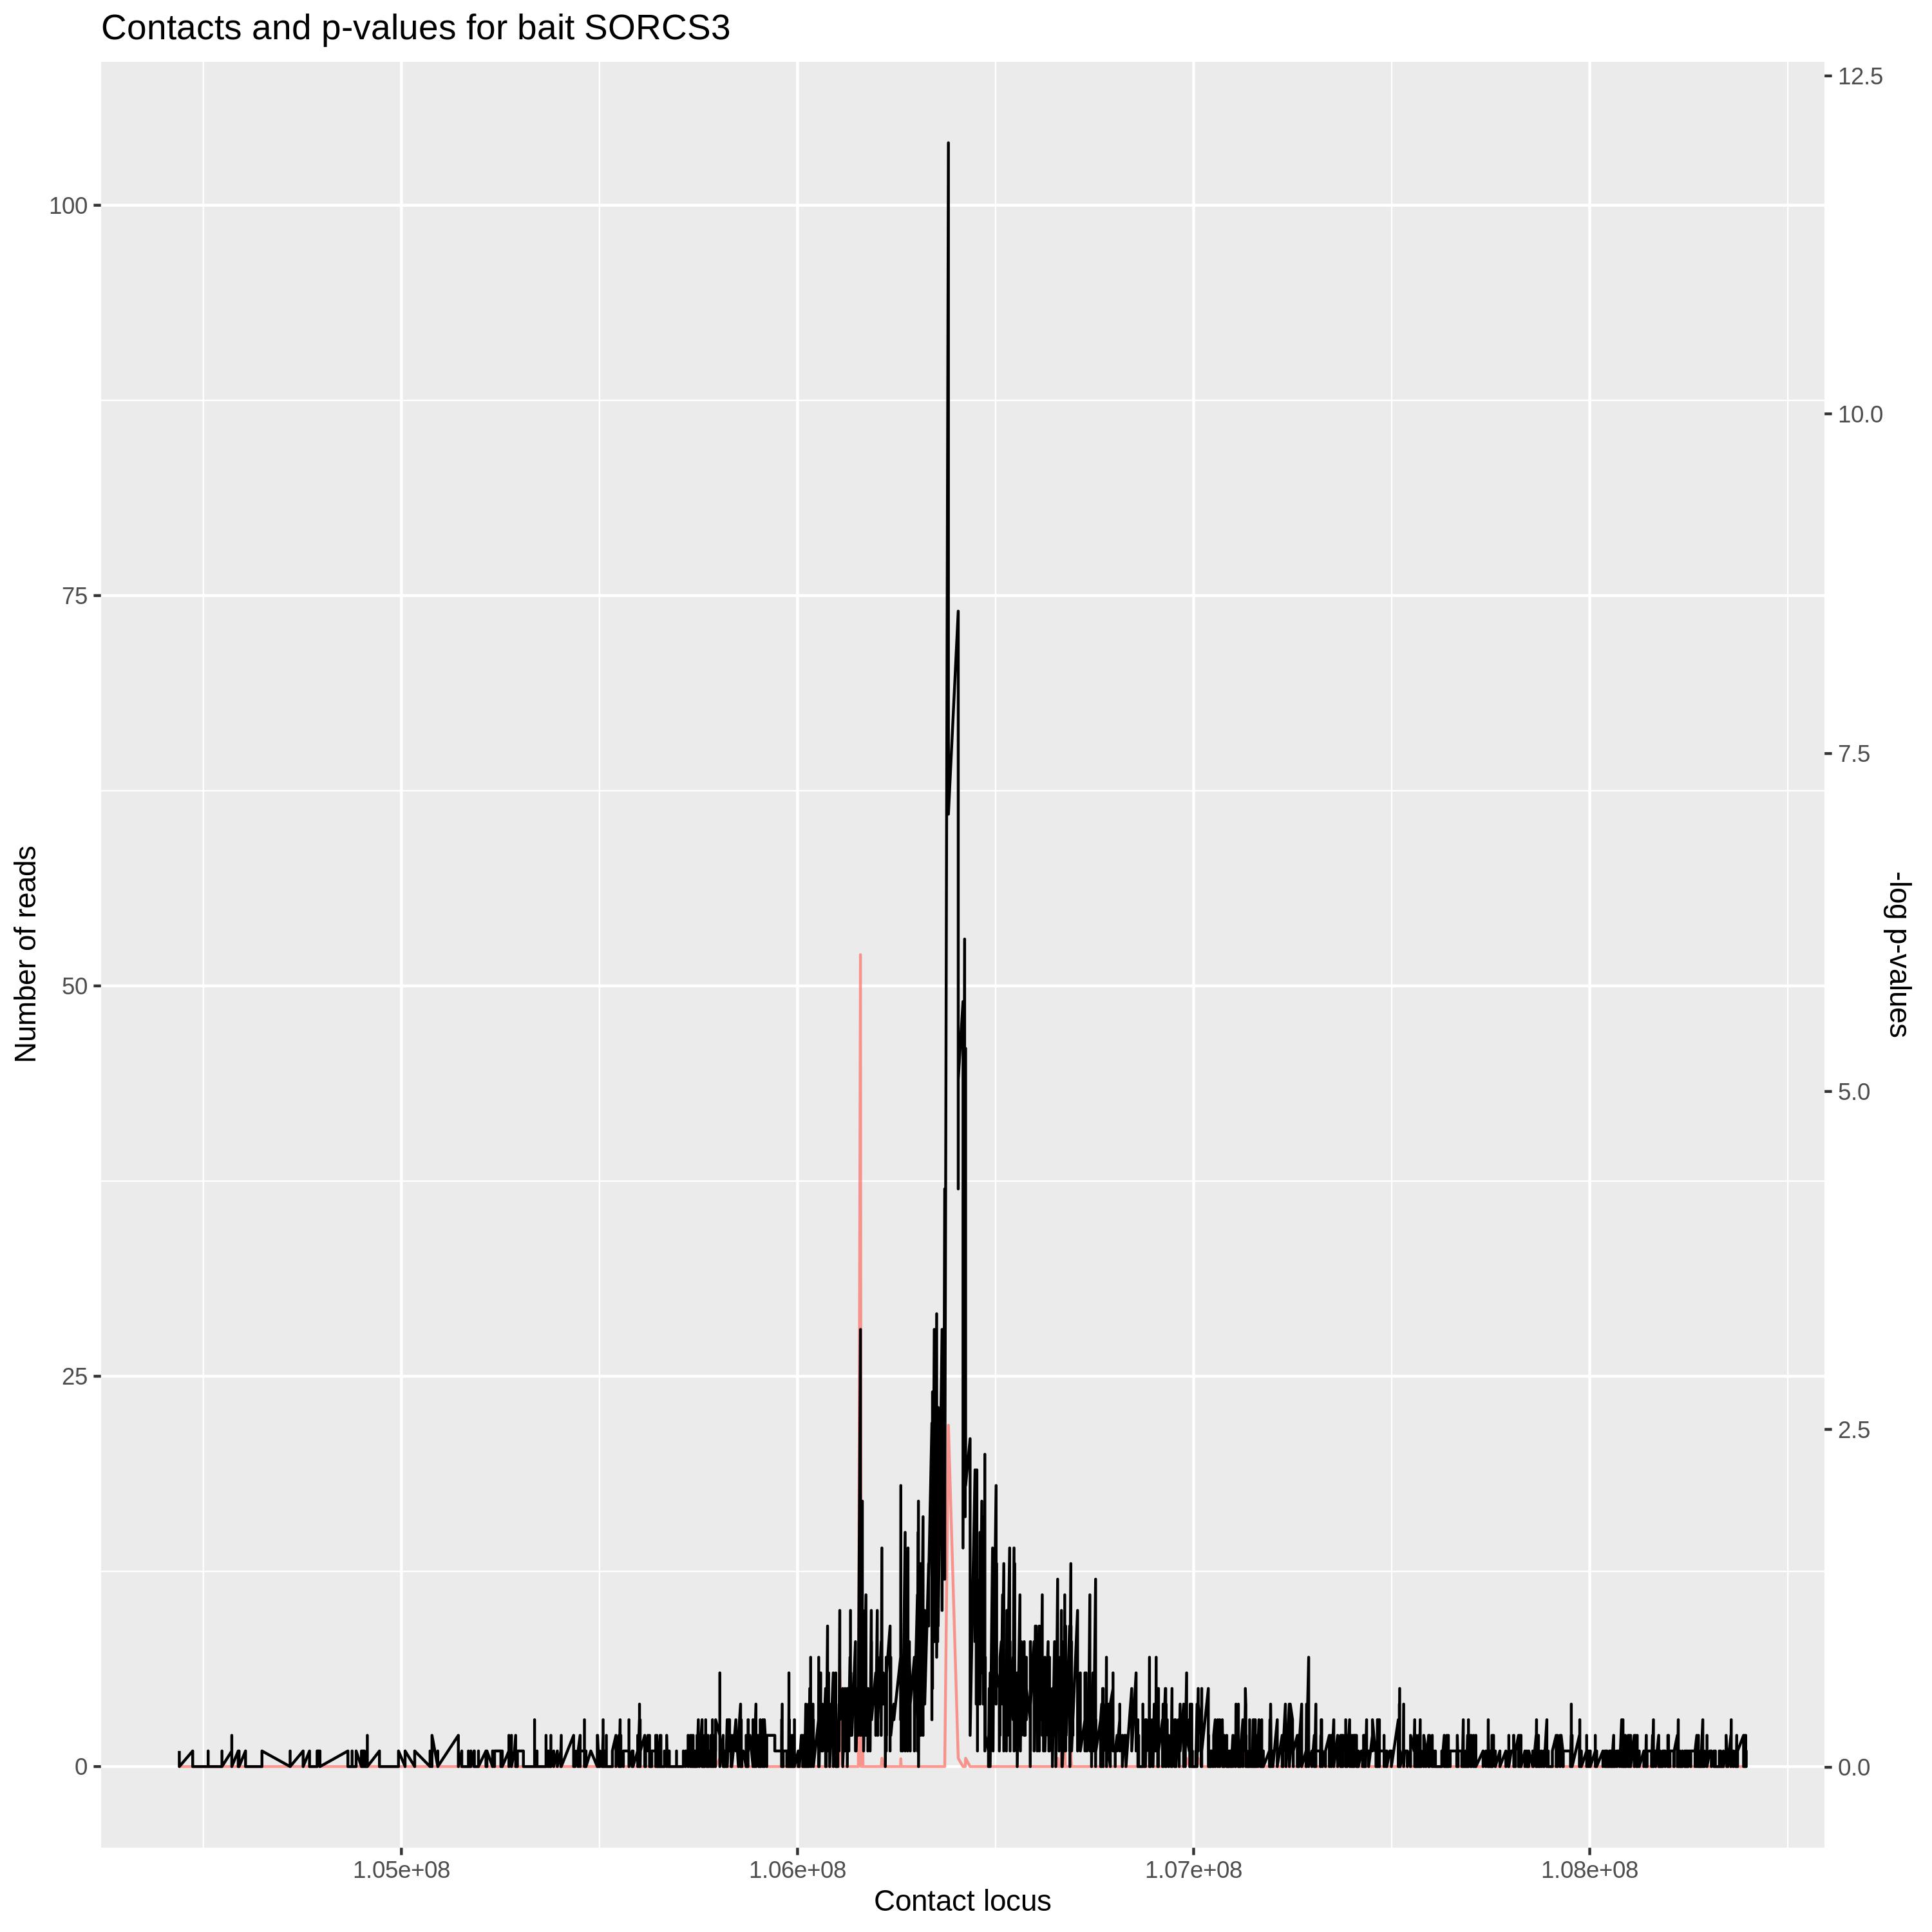 Contacts and p-values for bait SORCS3
12.5
100
10.0
75
7.5
Number of reads
-log p-values
50
5.0
25
2.5
0
0.0
1.05e+08
1.06e+08
1.07e+08
1.08e+08
Contact locus